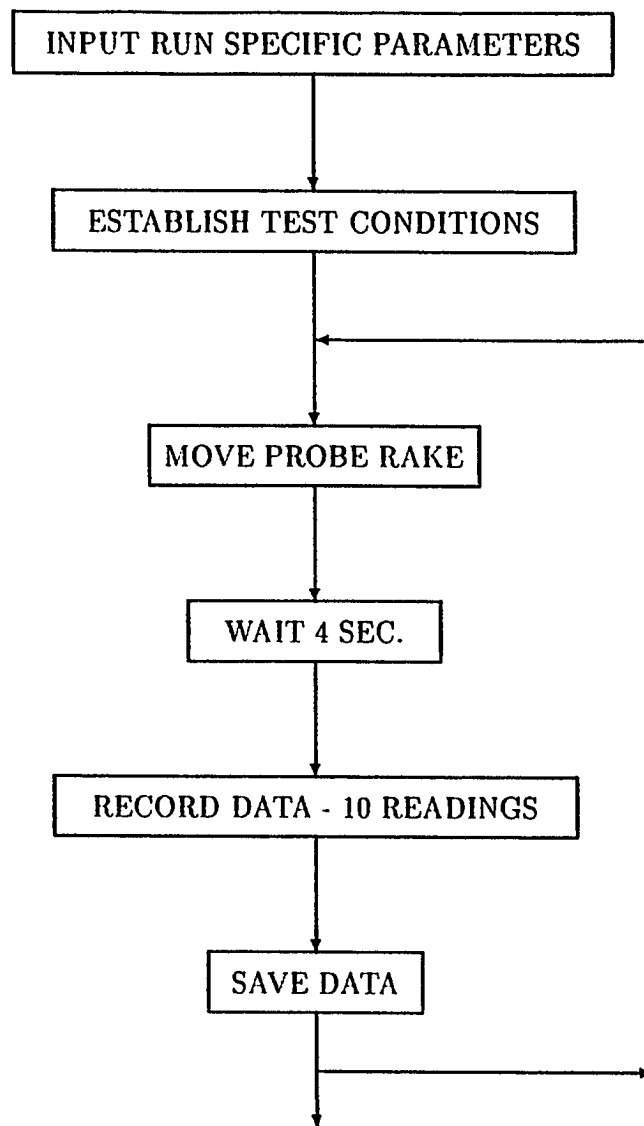 INPUT RUN SPECIFIC PARAMETERS
ESTABLISH TEST CONDITIONS
MOVE PROBE RAKE
WAIT 4 SEC.
RECORD DATA - 10 READINGS
SAVE DATA